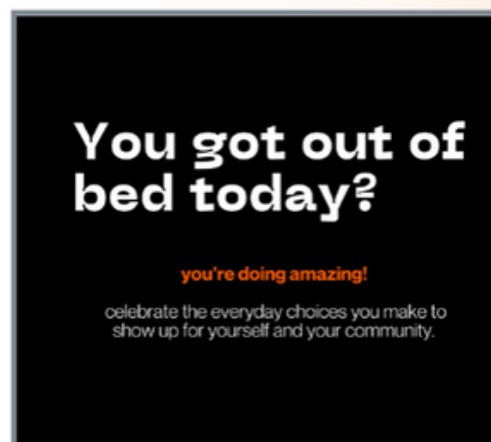 You got out of
bed today?
you're doing amazing!
celebrate the everyday choices you make to
show up for yourself and your community.